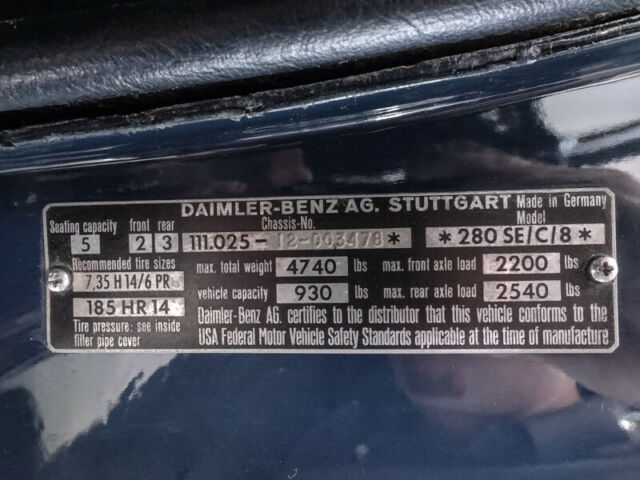 DAIMLER-BENZ AG. STUTTGART Made in Germany
Seating capacity front rear Chassis-No. Model
5 2 3 111.025-12-003478* *280 SE/C/8*
Recommended tire sizes max. total weight 4740 lbs max. front axle load 2200 lbs
7,35 H 14/6 PR
vehicle capacity 930 lbs max. rear axle load 2540 lbs
185 HR 14
Daimler-Benz AG. certifies to the distributor that this vehicle conforms to the
Tire pressure: see inside
filler pipe cover
USA Federal Motor Vehicle Safety Standards applicable at the time of manufacture